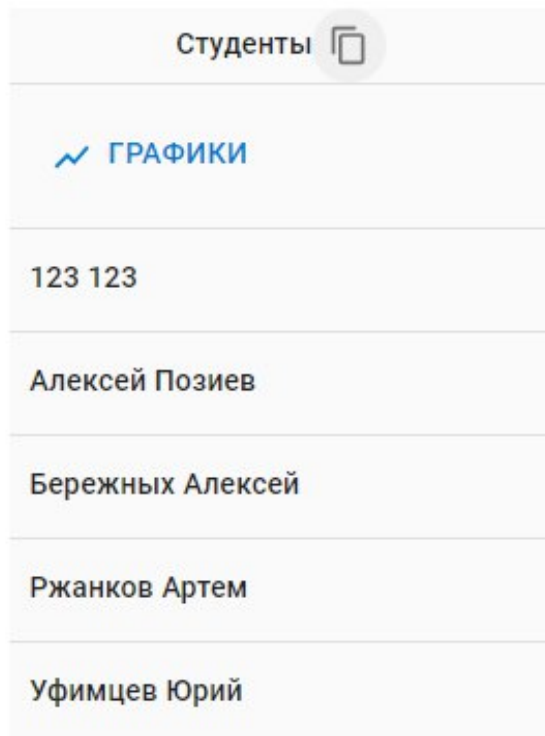 Студенты
ГРАФИКИ
123 123
Алексей Позиев
Бережных Алексей
Ржанков Артем
Уфимцев Юрий